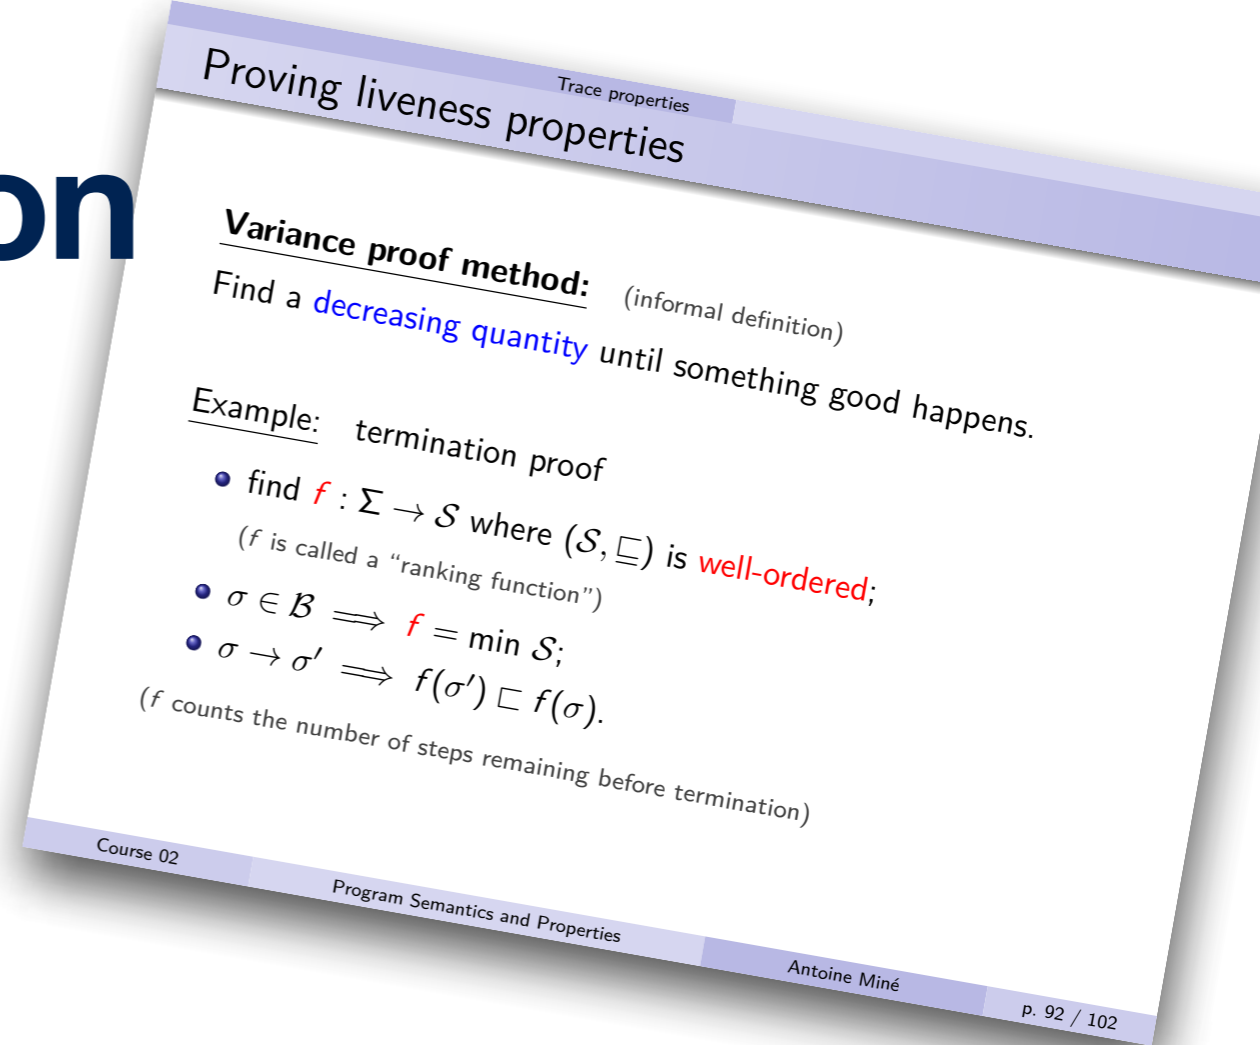 Trace properties
Proving liveness properties
on
Variance proof method: (informal definition)
Find a decreasing quantity until something good happens.
Example: termination proof
find f : Σ → 𝒮 where (𝒮, ⊑) is well-ordered;
(f is called a “ranking function”)
σ ∈ ℬ ⟹ f = min 𝒮;
σ → σ′ ⟹ f(σ′) ⊏ f(σ).
(f counts the number of steps remaining before termination)
Course 02
Program Semantics and Properties
Antoine Miné
p. 92 / 102